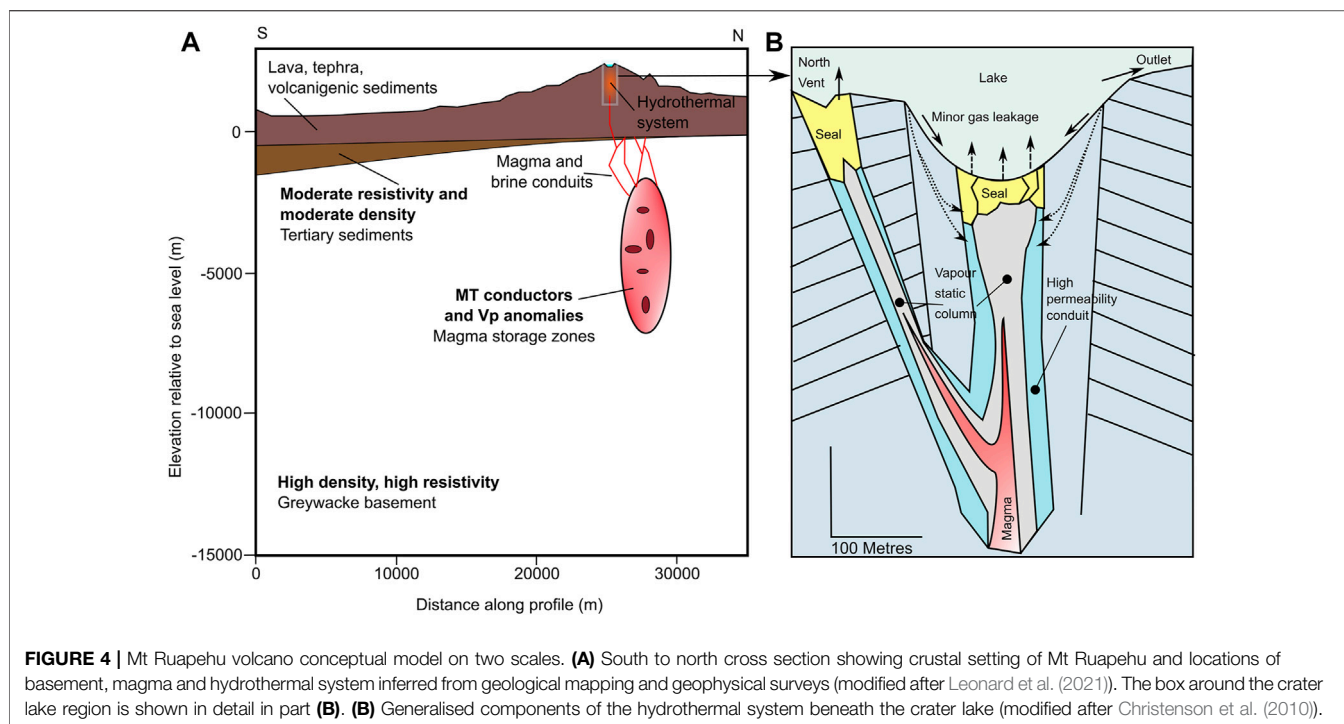 A
S
N
Lava, tephra,
volcanigenic sediments
Hydrothermal
system
Magma and
brine conduits
Moderate resistivity and
moderate density
Tertiary sediments
MT conductors
and Vp anomalies
Magma storage zones
High density, high resistivity
Greywacke basement
Elevation relative to sea level (m)
0
-5000
-10000
-15000
0
10000
20000
30000
Distance along profile (m)
B
North
Vent
Lake
Outlet
Minor gas leakage
Seal
Seal
Vapour
static
column
High
permeability
conduit
Magma
100 Metres
FIGURE 4 | Mt Ruapehu volcano conceptual model on two scales. (A) South to north cross section showing crustal setting of Mt Ruapehu and locations of
basement, magma and hydrothermal system inferred from geological mapping and geophysical surveys (modified after Leonard et al. (2021)). The box around the crater
lake region is shown in detail in part (B). (B) Generalised components of the hydrothermal system beneath the crater lake (modified after Christenson et al. (2010)).